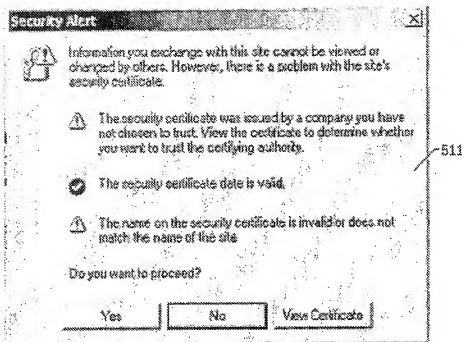 Security Alert
Information you exchange with this site cannot be viewed or
changed by others. However, there is a problem with the site's
security certificate.
The security certificate was issued by a company you have
not chosen to trust. View the certificate to determine whether
you want to trust the certifying authority.
511
The security certificate date is valid.
The name on the security certificate is invalid or does not
match the name of the site
Do you want to proceed?
Yes No View Certificate